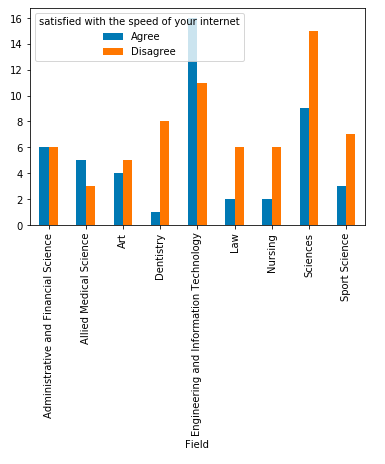 satisfied with the speed of your internet
Agree
Disagree
16
14
12
10
8
6
4
2
0
Administrative and Financial Science
Allied Medical Science
Art
Dentistry
Engineering and Information Technology
Law
Nursing
Sciences
Sport Science
Field